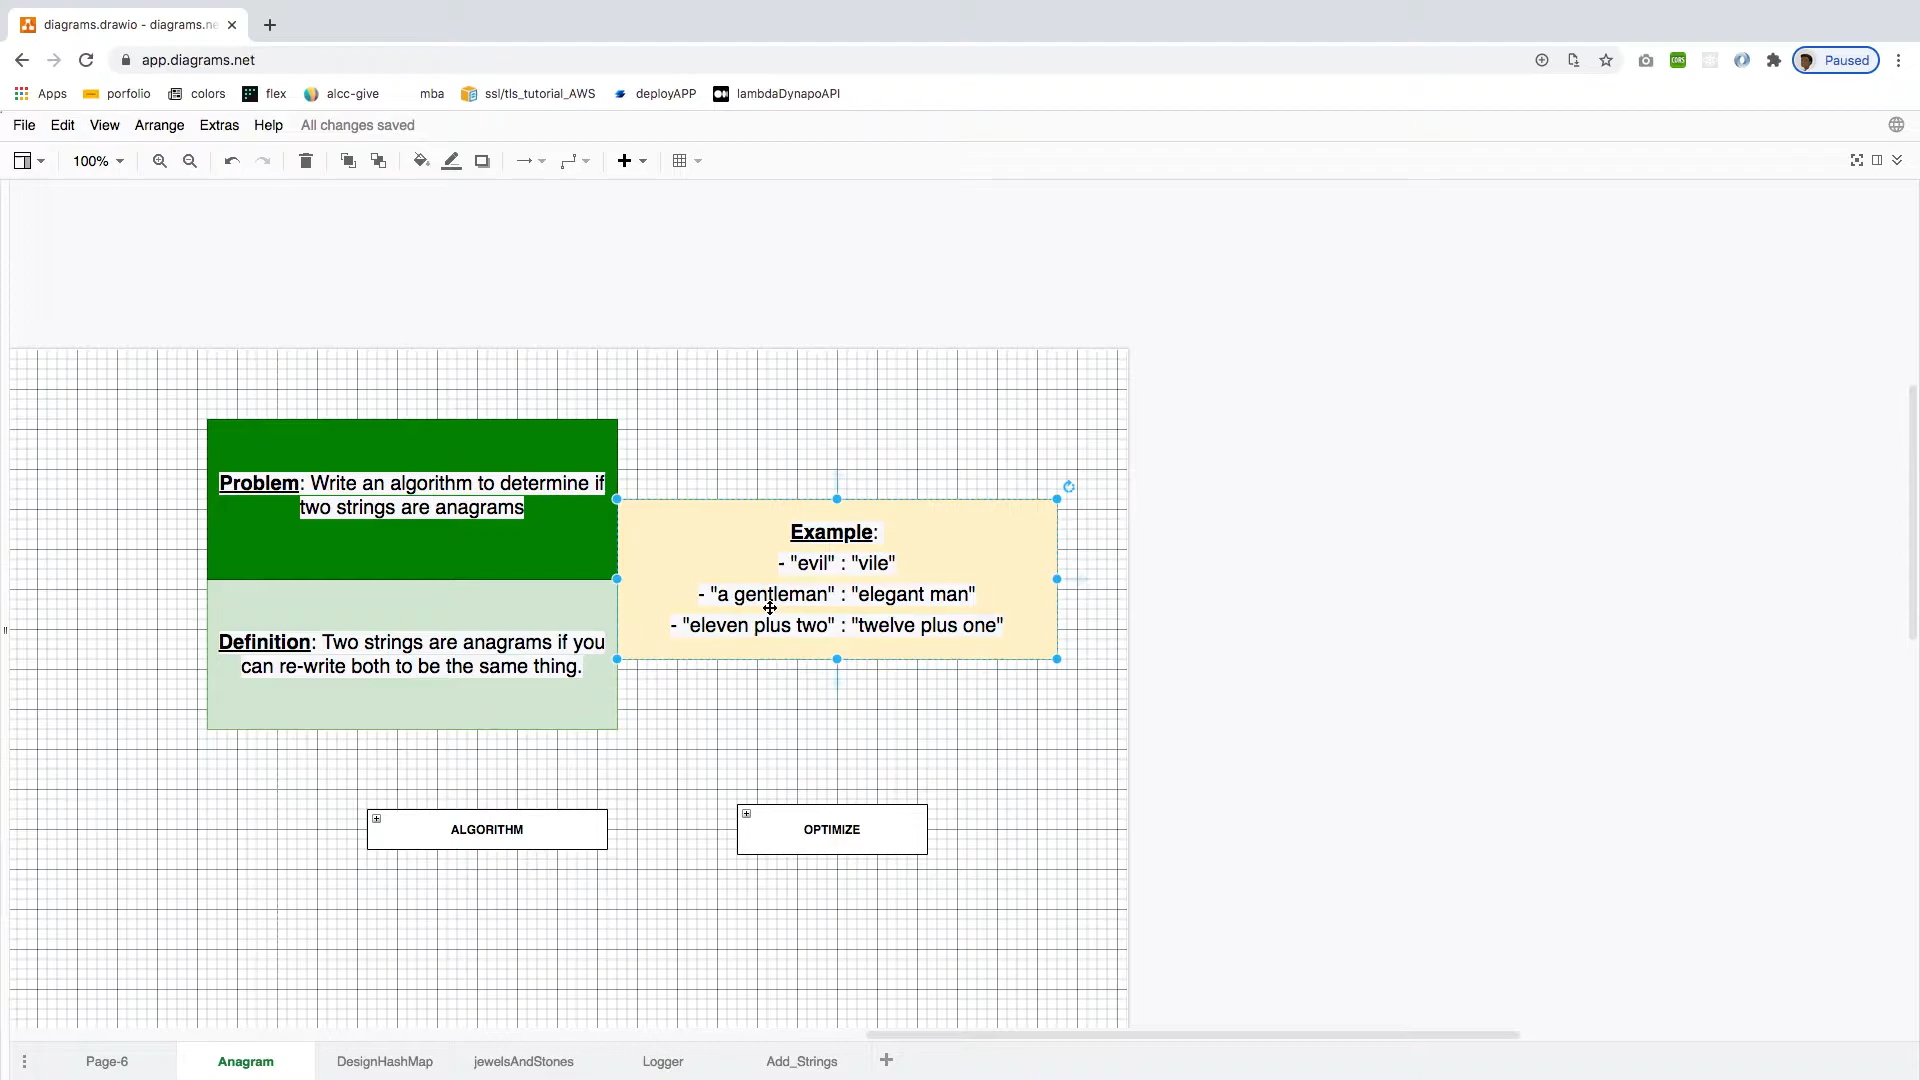 diagrams.drawio - diagrams.ne
app.diagrams.net
Paused
Apps
porfolio
colors
flex
alcc-give
mba
ssl/tls_tutorial_AWS
deployAPP
lambdaDynapoAPI
File Edit View Arrange Extras Help All changes saved
100%
Problem: Write an algorithm to determine if
two strings are anagrams
Definition: Two strings are anagrams if you
can re-write both to be the same thing.
Example:
- "evil" : "vile"
- "a gentleman" : "elegant man"
- "eleven plus two" : "twelve plus one"
ALGORITHM
OPTIMIZE
Page-6
Anagram
DesignHashMap
jewelsAndStones
Logger
Add_Strings